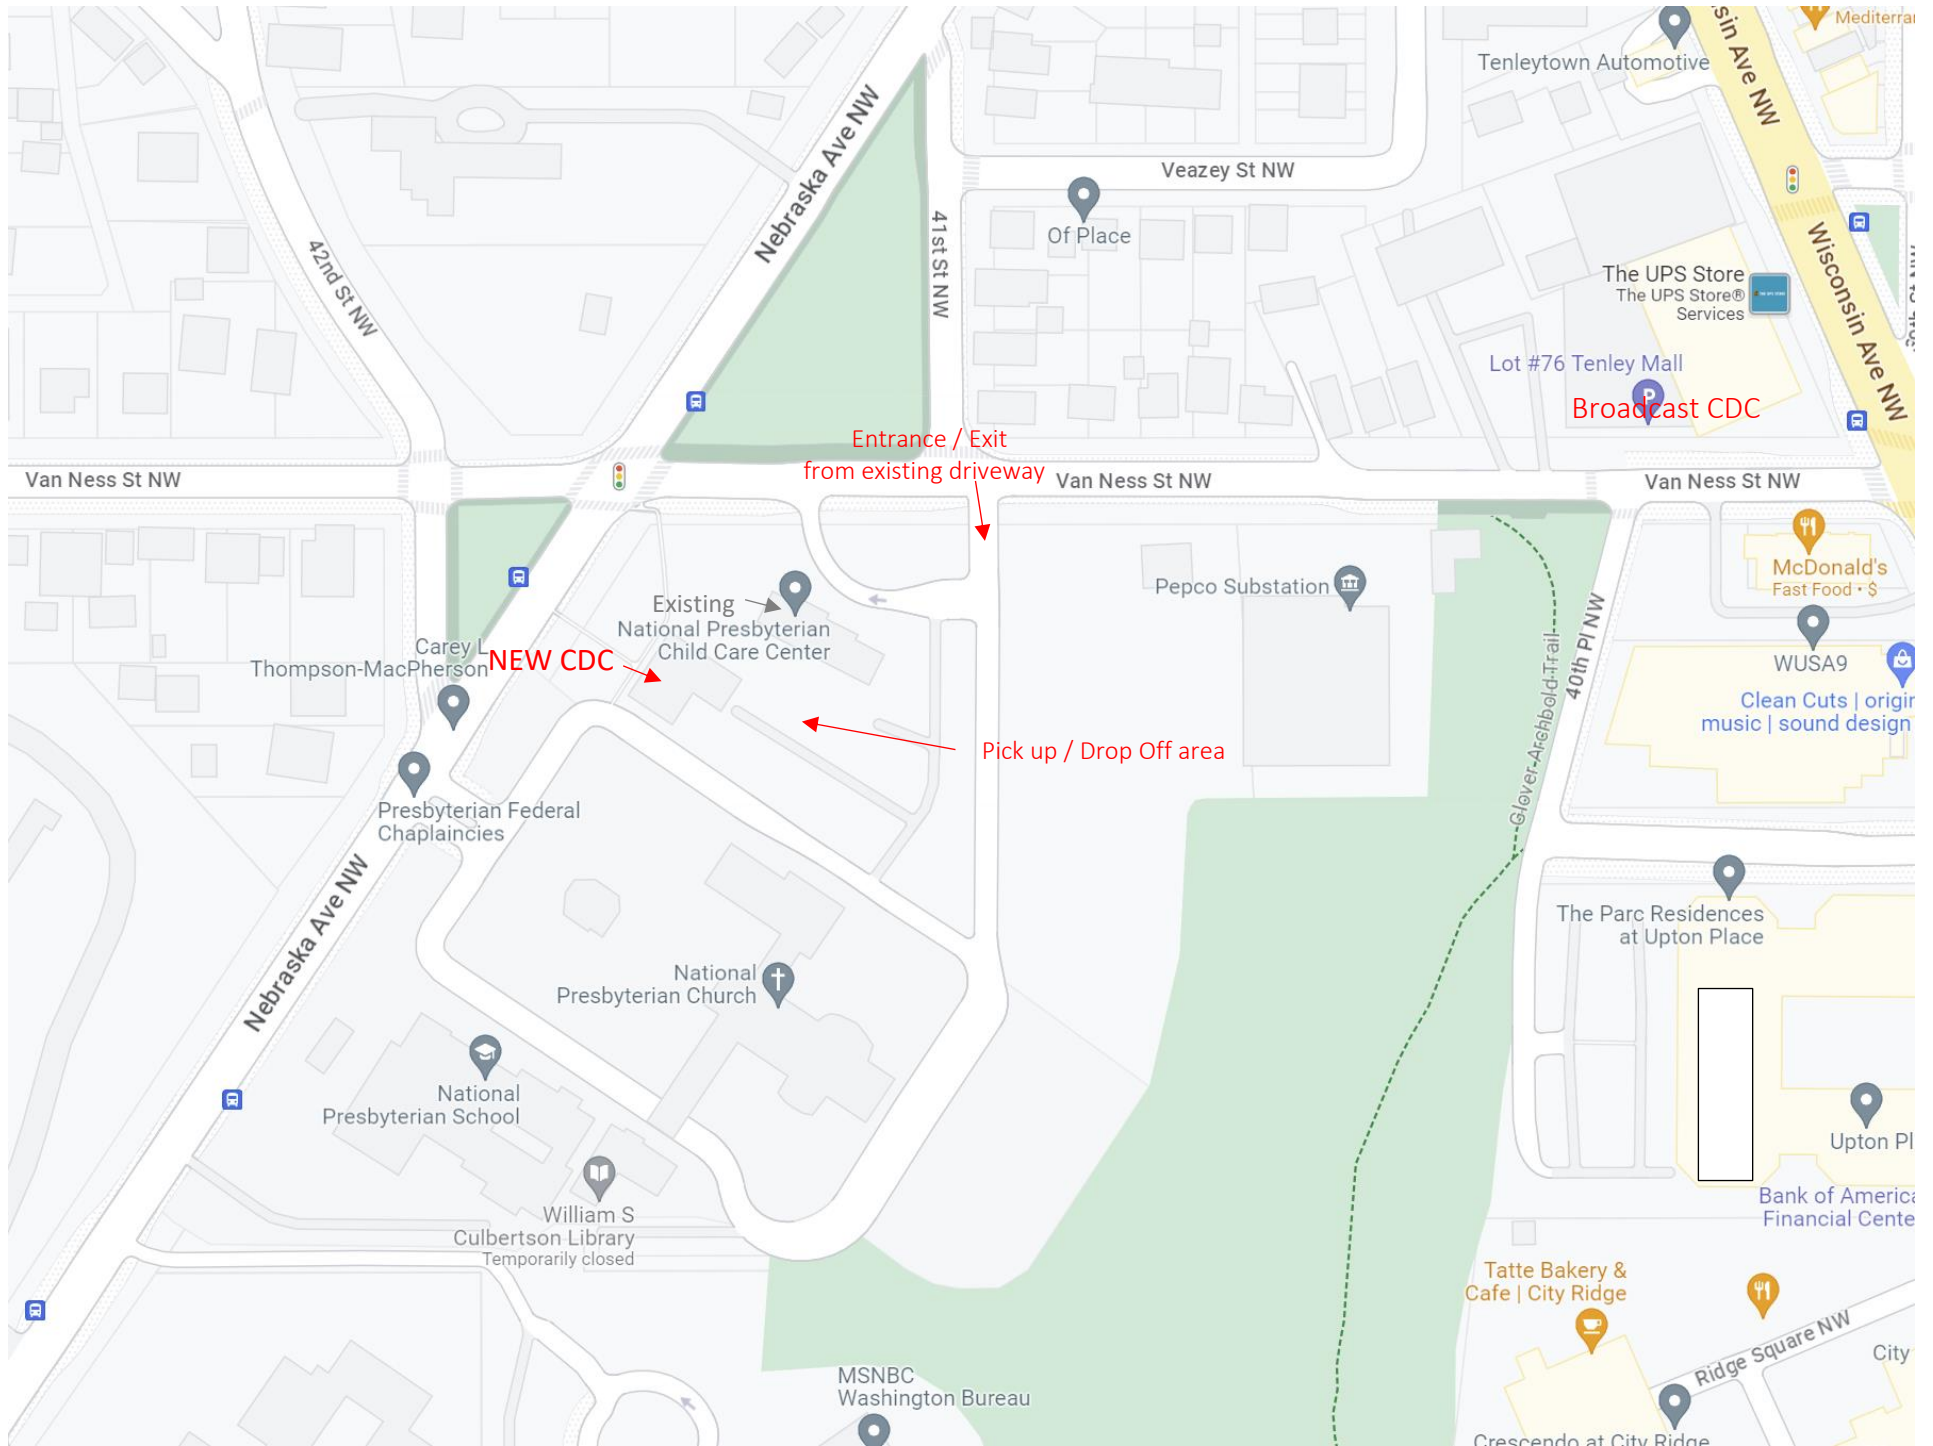 Mediterra
Tenleytown Automotive
sin Ave NW
Nebraska Ave NW
Veazey St NW
41st St NW
Of Place
42nd St NW
Wisconsin Ave NW
The UPS Store
The UPS Store®
Services
Lot #76 Tenley Mall
P
Broadcast CDC
Entrance / Exit
from existing driveway
Van Ness St NW
Van Ness St NW
Van Ness St NW
McDonald's
Fast Food • $
Pepco Substation
Existing
National Presbyterian
Child Care Center
Carey L
Thompson-MacPherson
NEW CDC
40th Pl NW
Glover-Archbold-Trail
WUSA9
Clean Cuts | origin
music | sound design
Pick up / Drop Off area
Presbyterian Federal
Chaplaincies
The Parc Residences
at Upton Place
Nebraska Ave NW
National
Presbyterian Church
National
Presbyterian School
Upton Pl
Bank of America
Financial Cente
William S
Culbertson Library
Temporarily closed
Tatte Bakery &
Cafe | City Ridge
Ridge Square NW
City
MSNBC
Washington Bureau
Crescendo at City Ridge